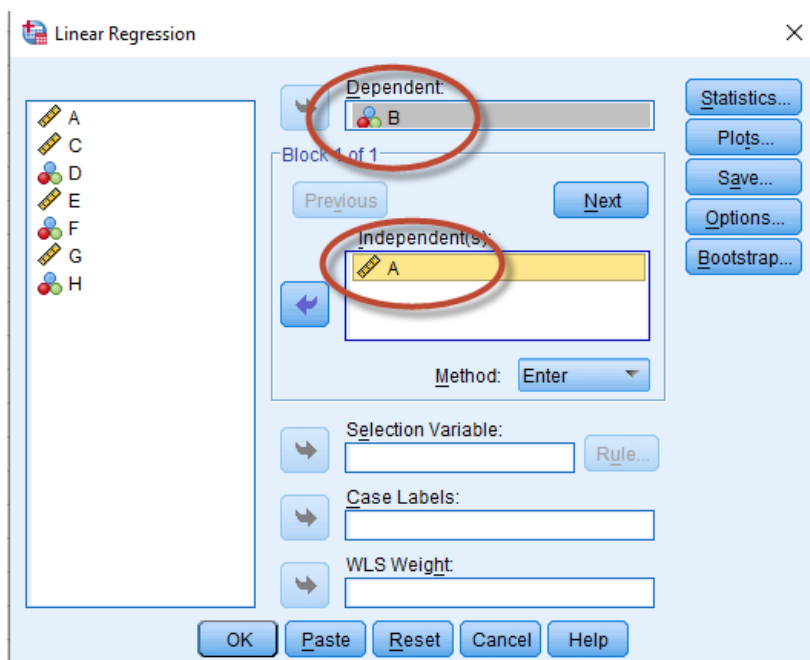 Linear Regression
Dependent:
B
Statistics...
Plots...
Save...
Options...
Bootstrap...
A
C
D
E
F
G
H
Block 1 of 1
Previous
Next
Independent(s):
A
Method: Enter
Selection Variable:
Rule...
Case Labels:
WLS Weight:
OK Paste Reset Cancel Help